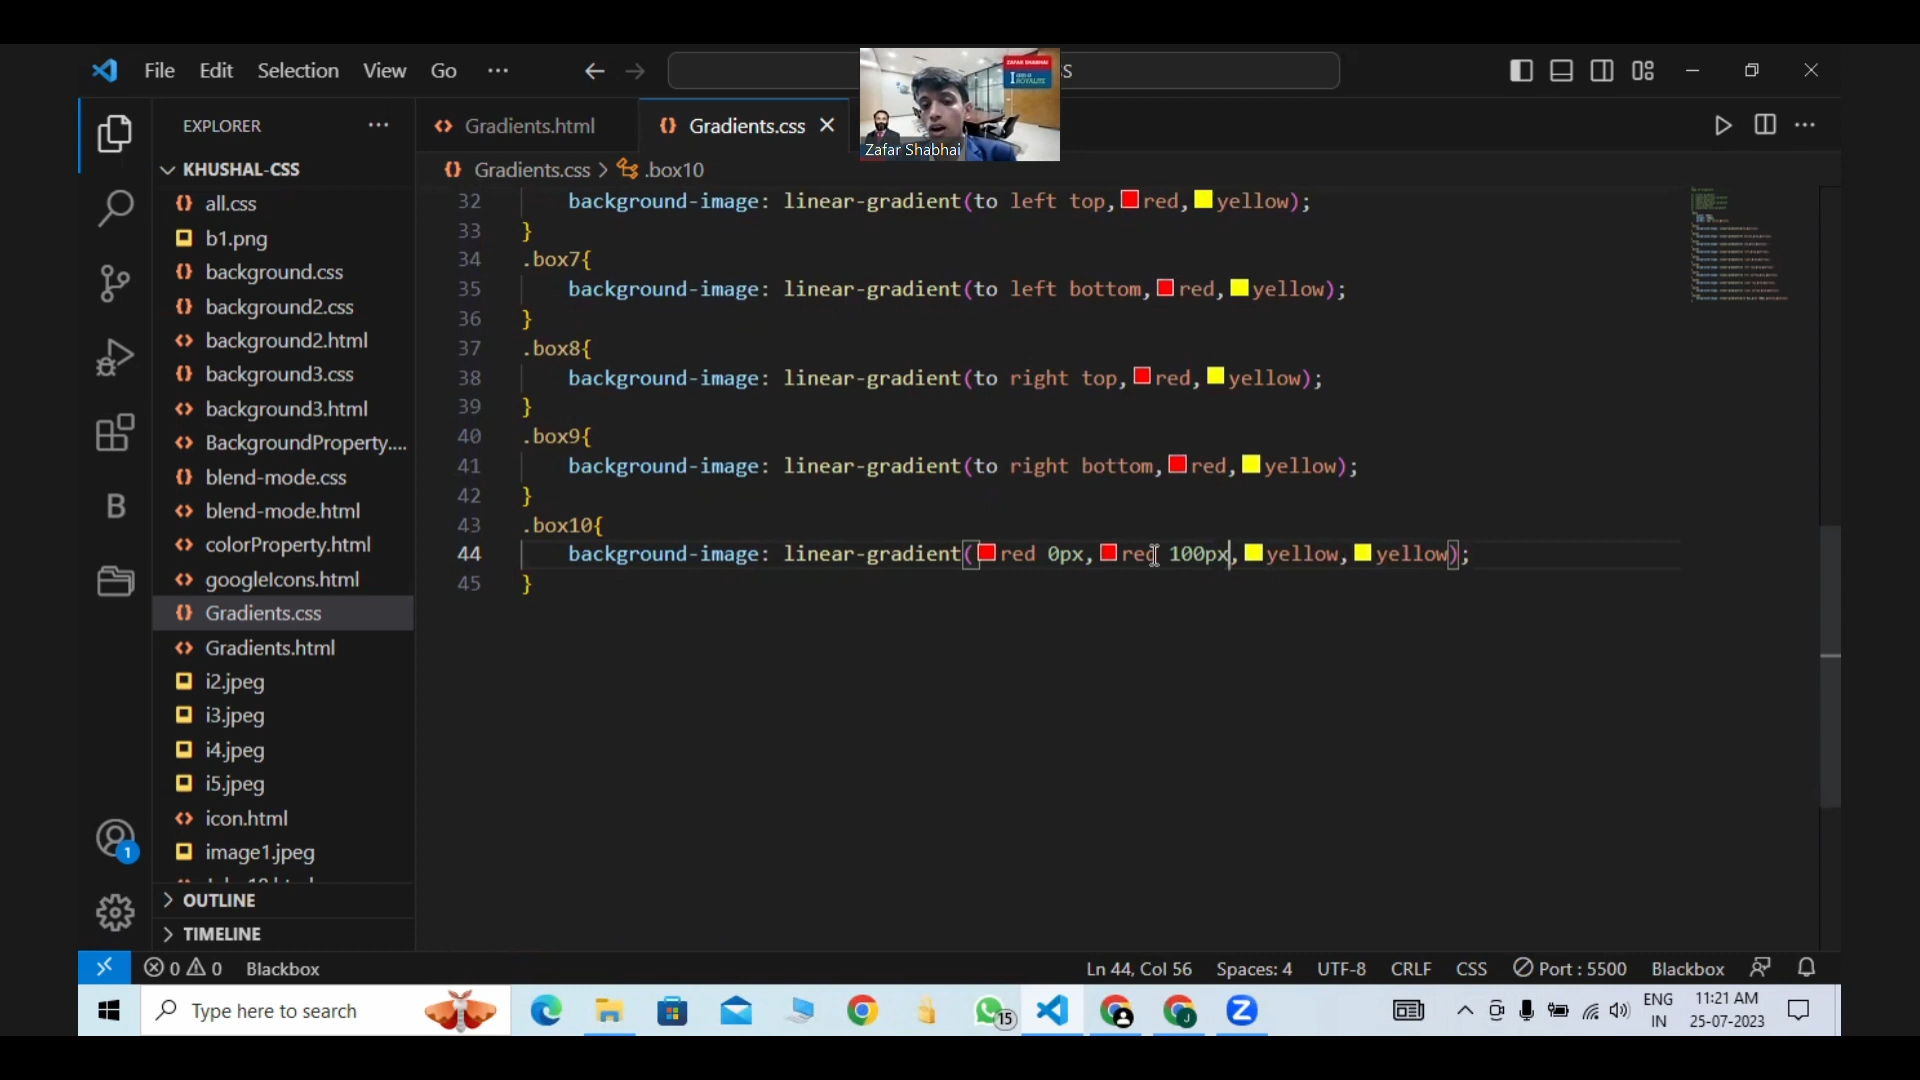 File Edit Selection View Go ...
ZAFAR SHABHAI
Zafar Shabhai
EXPLORER
Gradients.html
Gradients.css
KHUSHAL-CSS
Gradients.css > .box10
all.css
b1.png
background.css
background2.css
background2.html
background3.css
background3.html
BackgroundProperty....
blend-mode.css
blend-mode.html
colorProperty.html
googleIcons.html
Gradients.css
Gradients.html
i2.jpeg
i3.jpeg
i4.jpeg
i5.jpeg
icon.html
image1.jpeg
OUTLINE
TIMELINE
32 background-image: linear-gradient(to left top,red,yellow);
33 }
34 .box7{
35 background-image: linear-gradient(to left bottom,red,yellow);
36 }
37 .box8{
38 background-image: linear-gradient(to right top,red,yellow);
39 }
40 .box9{
41 background-image: linear-gradient(to right bottom,red,yellow);
42 }
43 .box10{
44 background-image: linear-gradient(red 0px,red 100px,yellow,yellow);
45 }
B
1
0 0 Blackbox
Ln 44, Col 56 Spaces: 4 UTF-8 CRLF CSS Port : 5500 Blackbox
Type here to search
15
ENG
IN
11:21 AM
25-07-2023